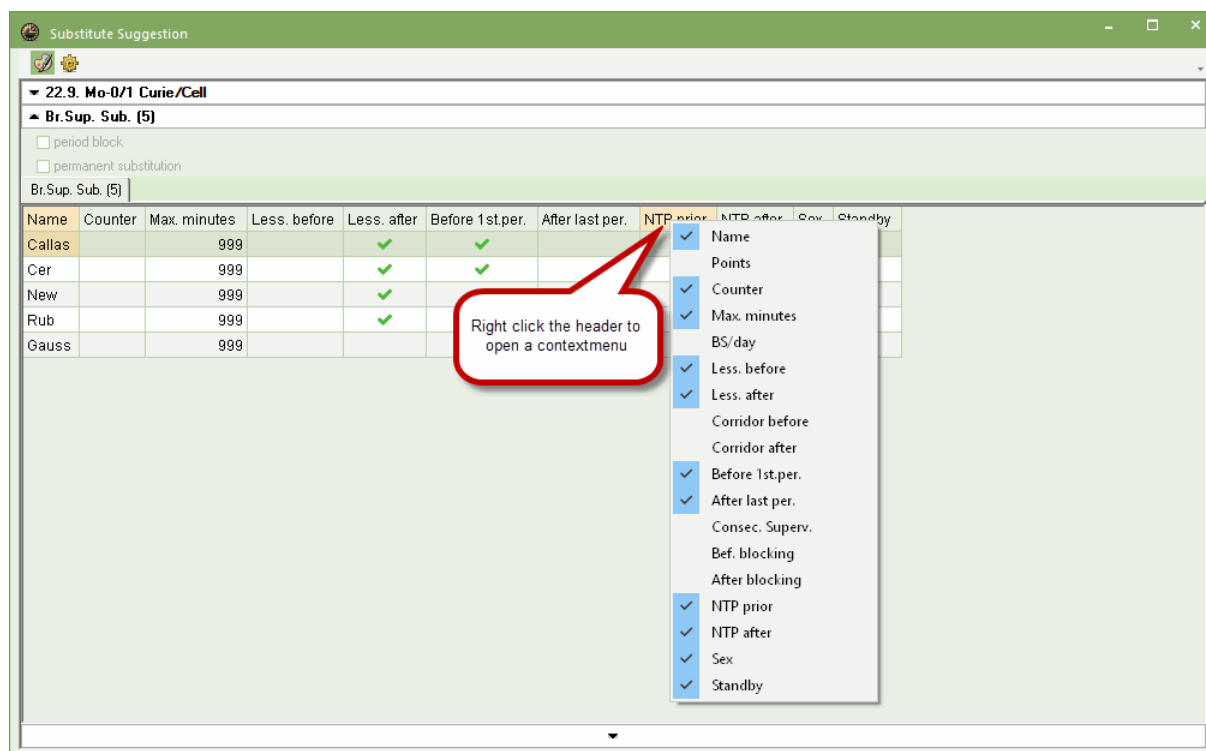 Substitute Suggestion
22.9. Mo-0/1 Curie/Cell
Br.Sup. Sub. (5)
period block
permanent substitution
Br.Sup. Sub. (5)
Name Counter Max. minutes Less. before Less. after Before 1st.per. After last per. NTP prior NTP after Sex Standby
Callas 999
Cer 999
New 999
Rub 999
Gauss 999
Right click the header to
open a contextmenu
Name
Points
Counter
Max. minutes
BS/day
Less. before
Less. after
Corridor before
Corridor after
Before 1st.per.
After last per.
Consec. Superv.
Bef. blocking
After blocking
NTP prior
NTP after
Sex
Standby